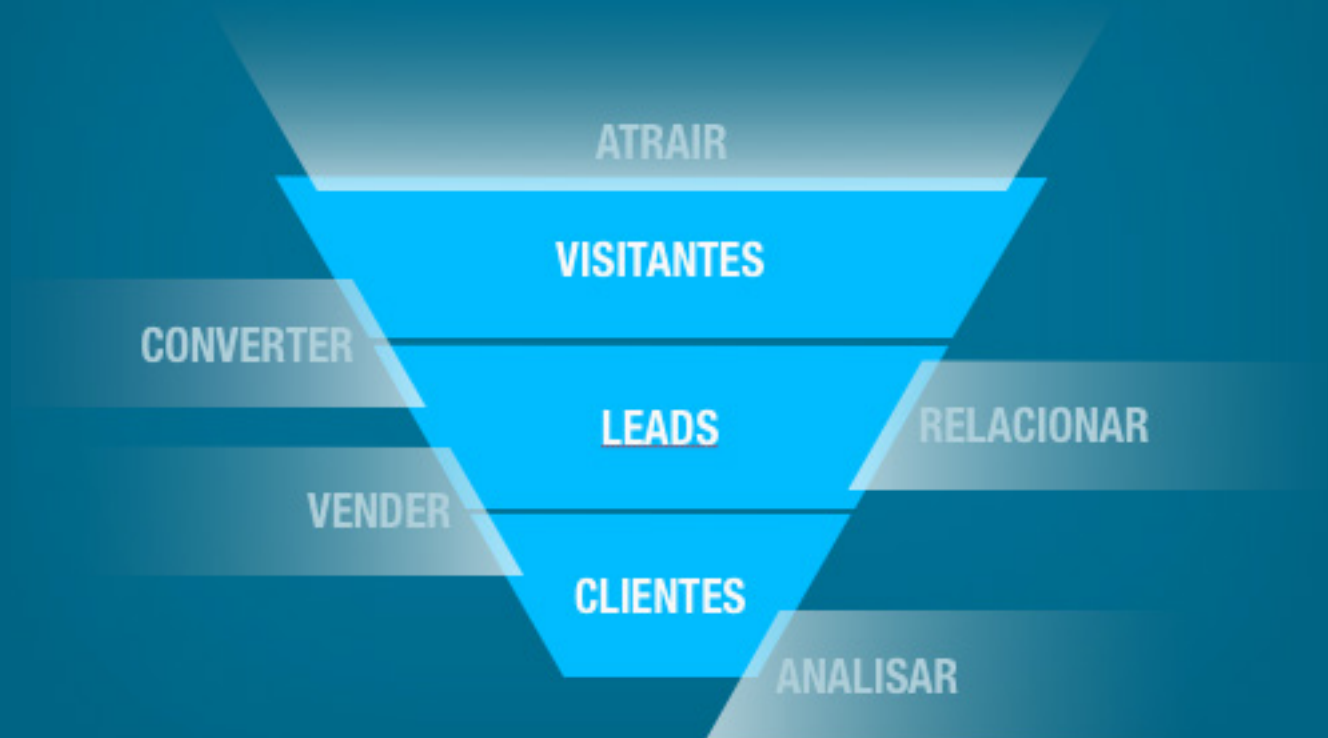 ATRAIR
VISITANTES
CONVERTER
LEADS
RELACIONAR
VENDER
CLIENTES
ANALISAR